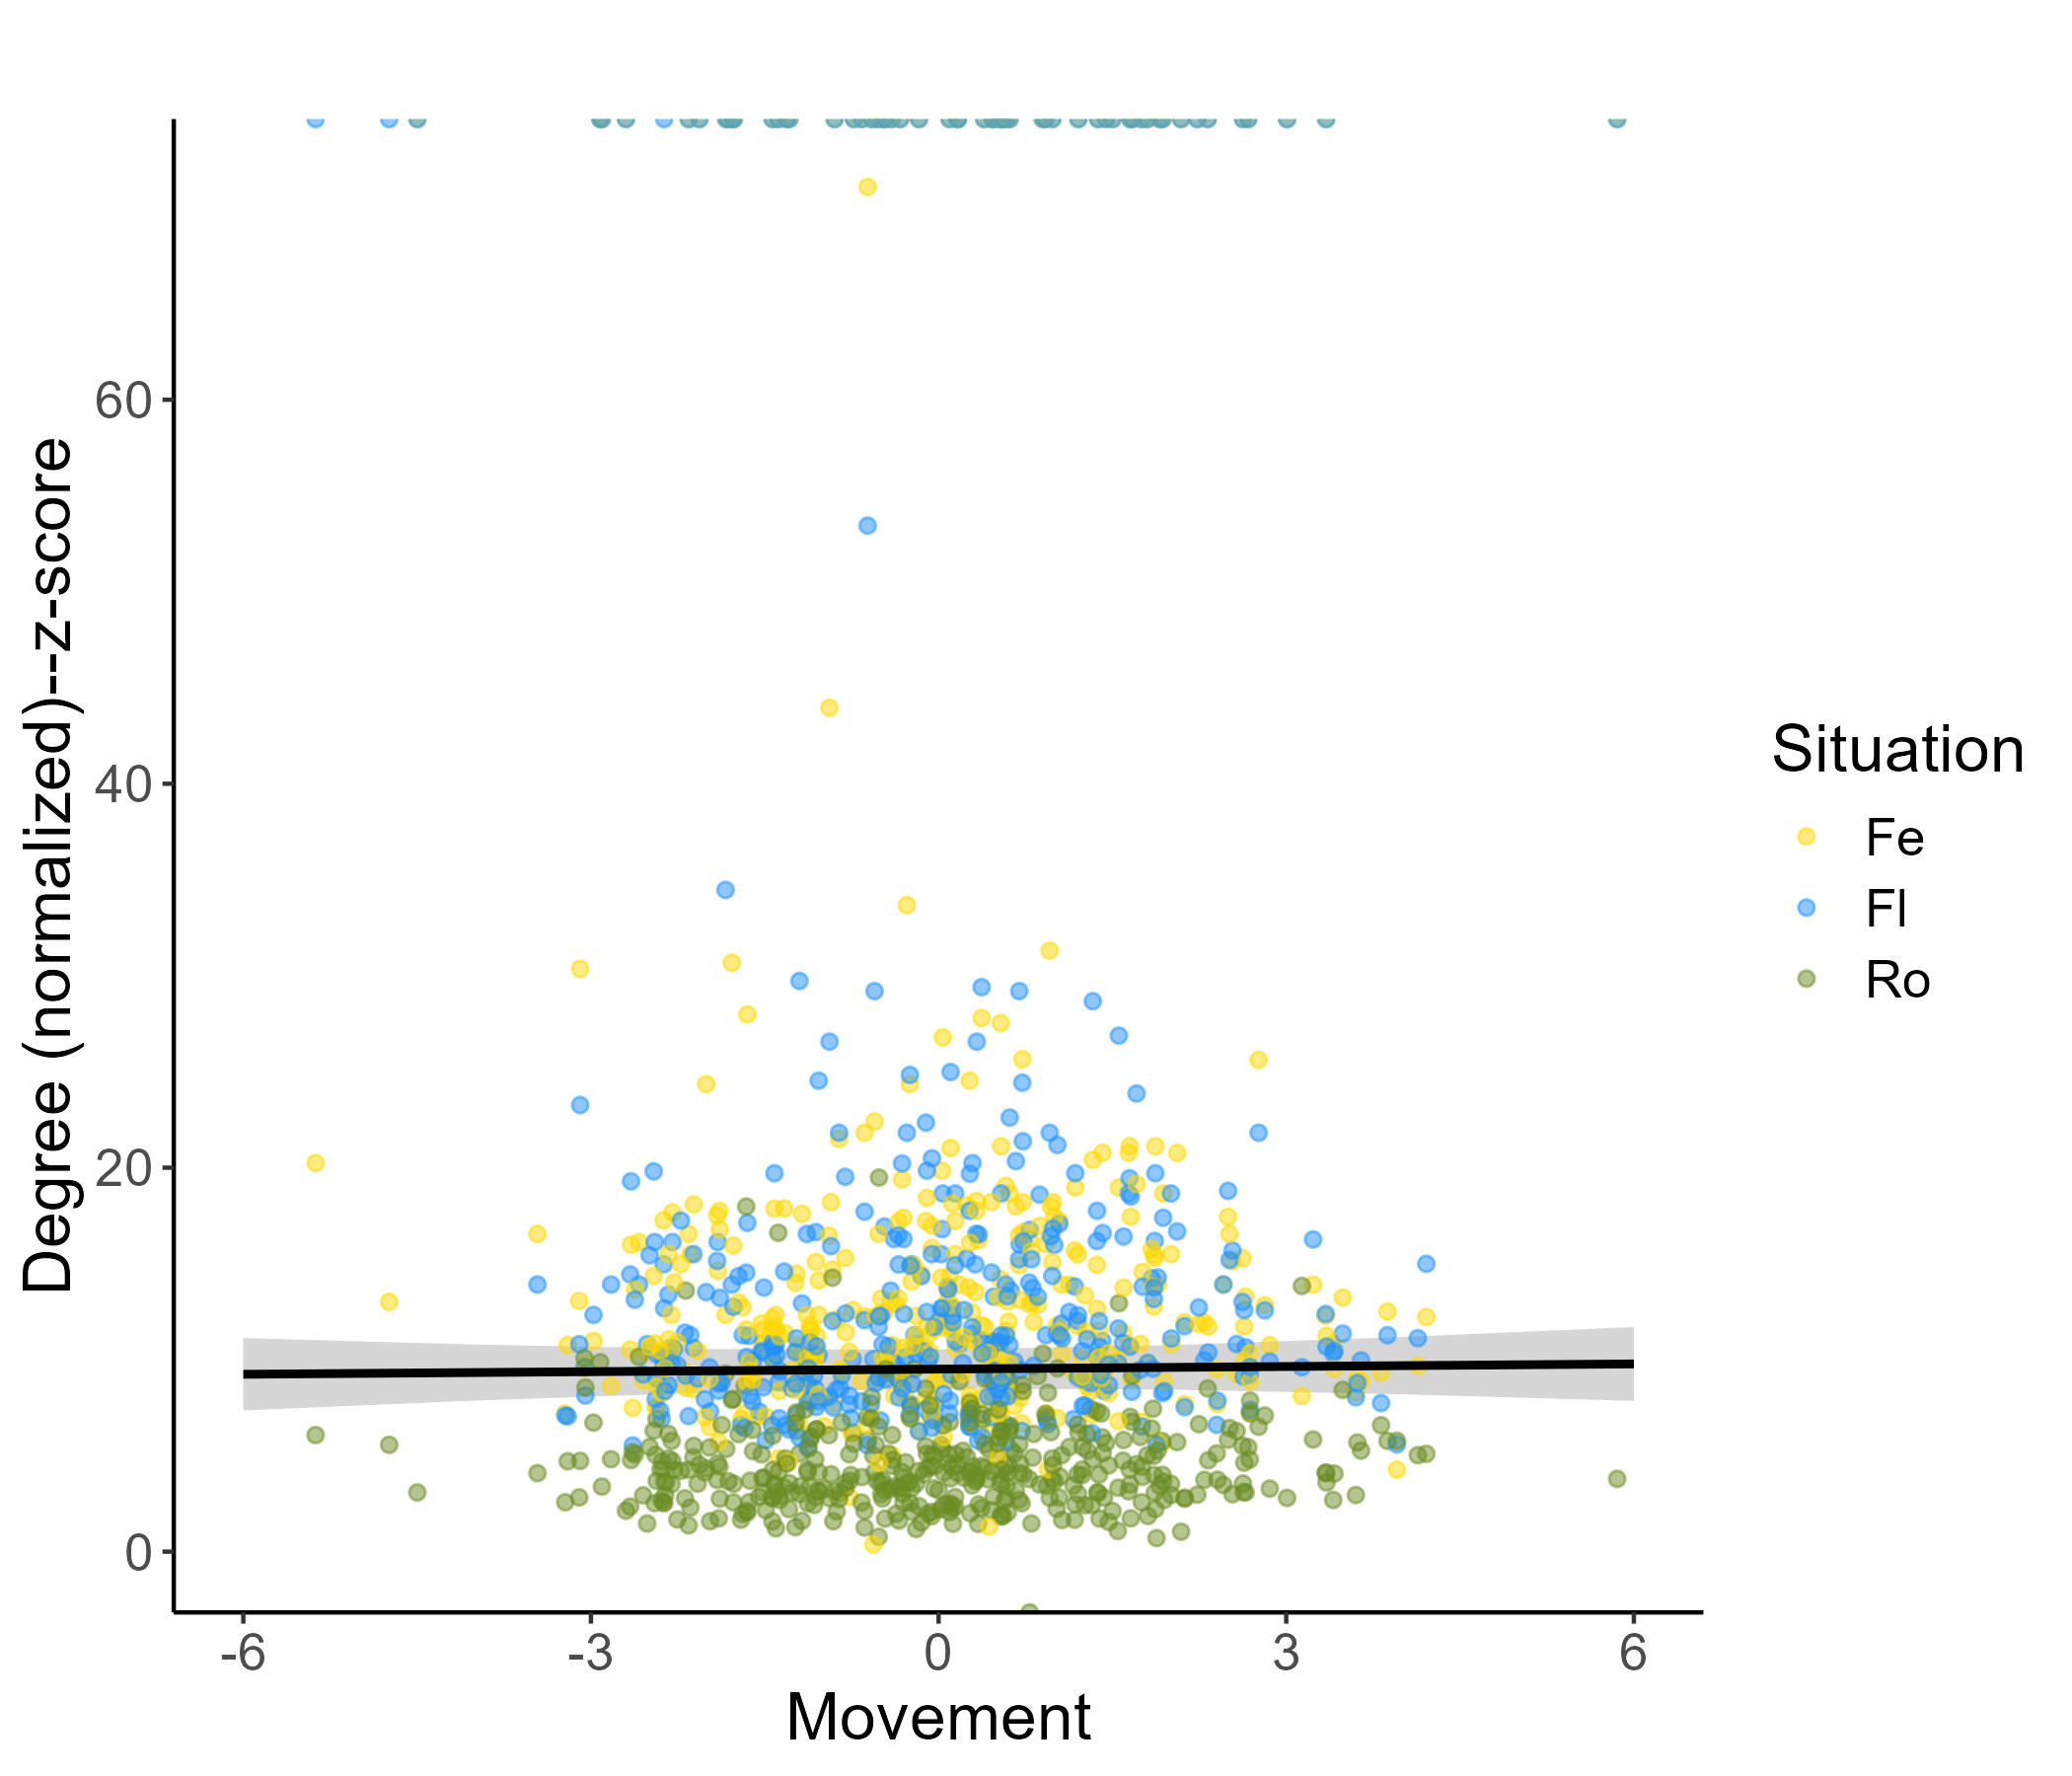 Degree (normalized)--z-score
60
40
20
0
-6
-3
0
3
6
Movement
Situation
Fe
Fl
Ro